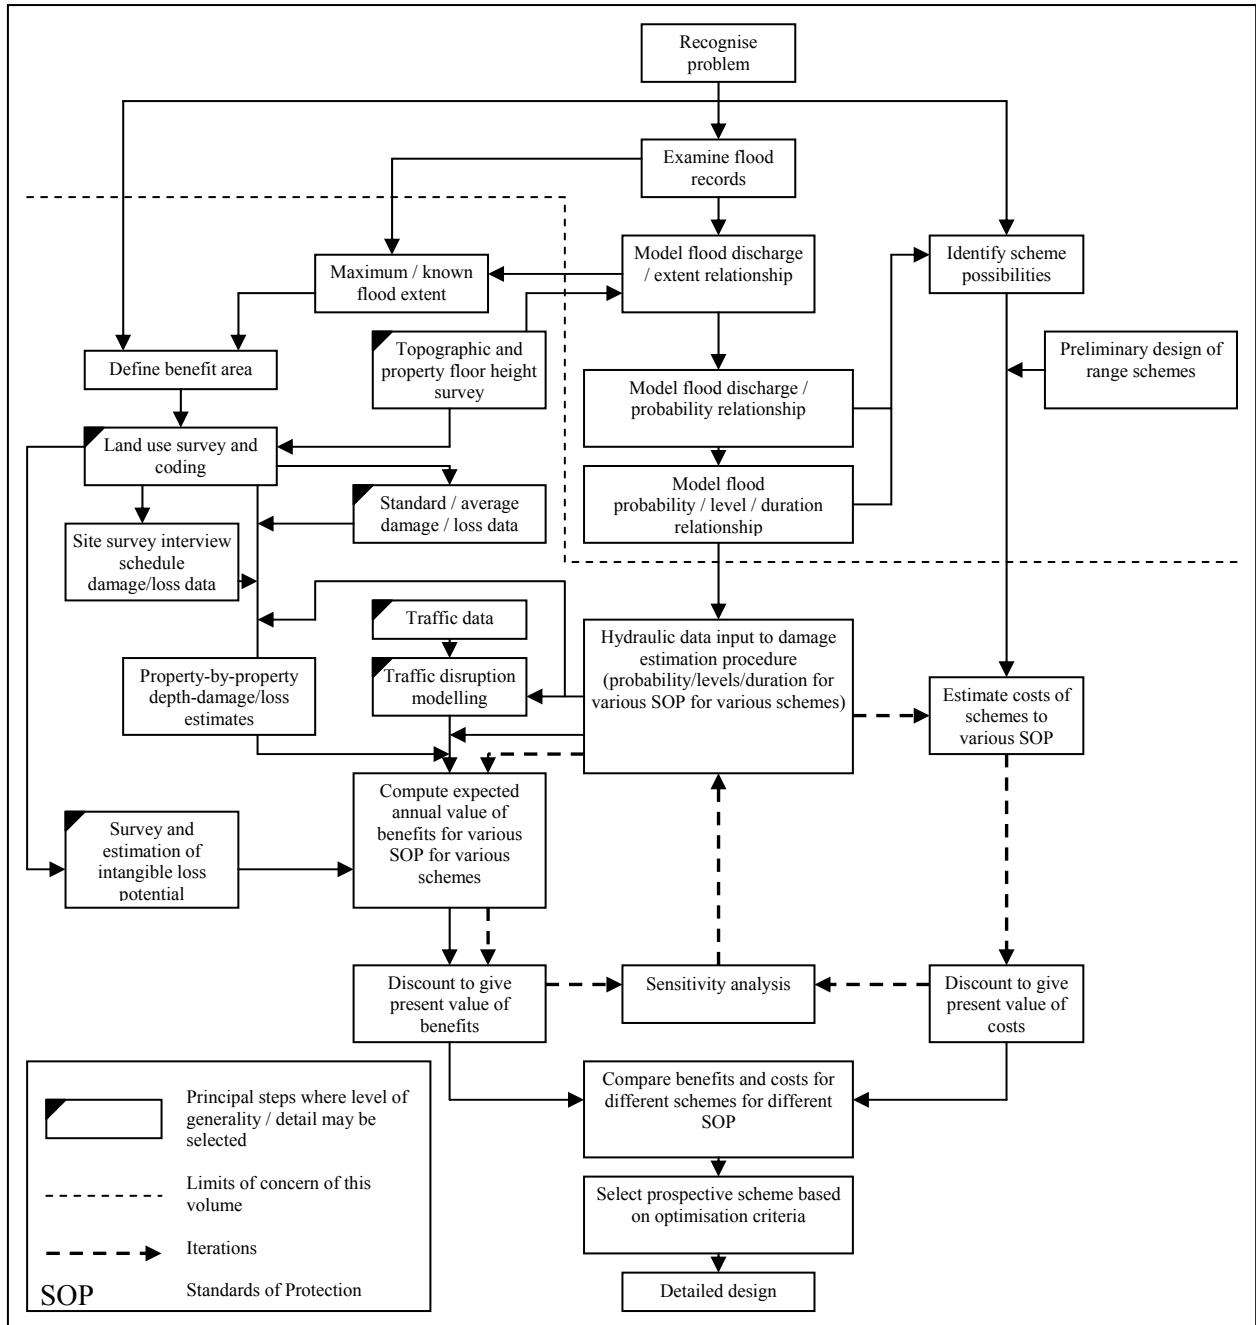 Recognise
problem
Examine flood
records
Maximum / known
flood extent
Model flood discharge
/ extent relationship
Identify scheme
possibilities
Define benefit area
Topographic and
property floor height
survey
Model flood discharge /
probability relationship
Preliminary design of
range schemes
Land use survey and
coding
Standard / average
damage / loss data
Model flood
probability / level / duration
relationship
Site survey interview
schedule
damage/loss data
Traffic data
Hydraulic data input to damage
estimation procedure
(probability/levels/duration for
various SOP for various schemes)
Property-by-property
depth-damage/loss
estimates
Traffic disruption
modelling
Estimate costs of
schemes to
various SOP
Survey and
estimation of
intangible loss
potential
Compute expected
annual value of
benefits for various
SOP for various
schemes
Discount to give
present value of
benefits
Sensitivity analysis
Discount to give
present value of
costs
Compare benefits and costs for
different schemes for different
SOP
Select prospective scheme based
on optimisation criteria
Detailed design
Principal steps where level of
generality / detail may be
selected
Limits of concern of this
volume
Iterations
SOP Standards of Protection